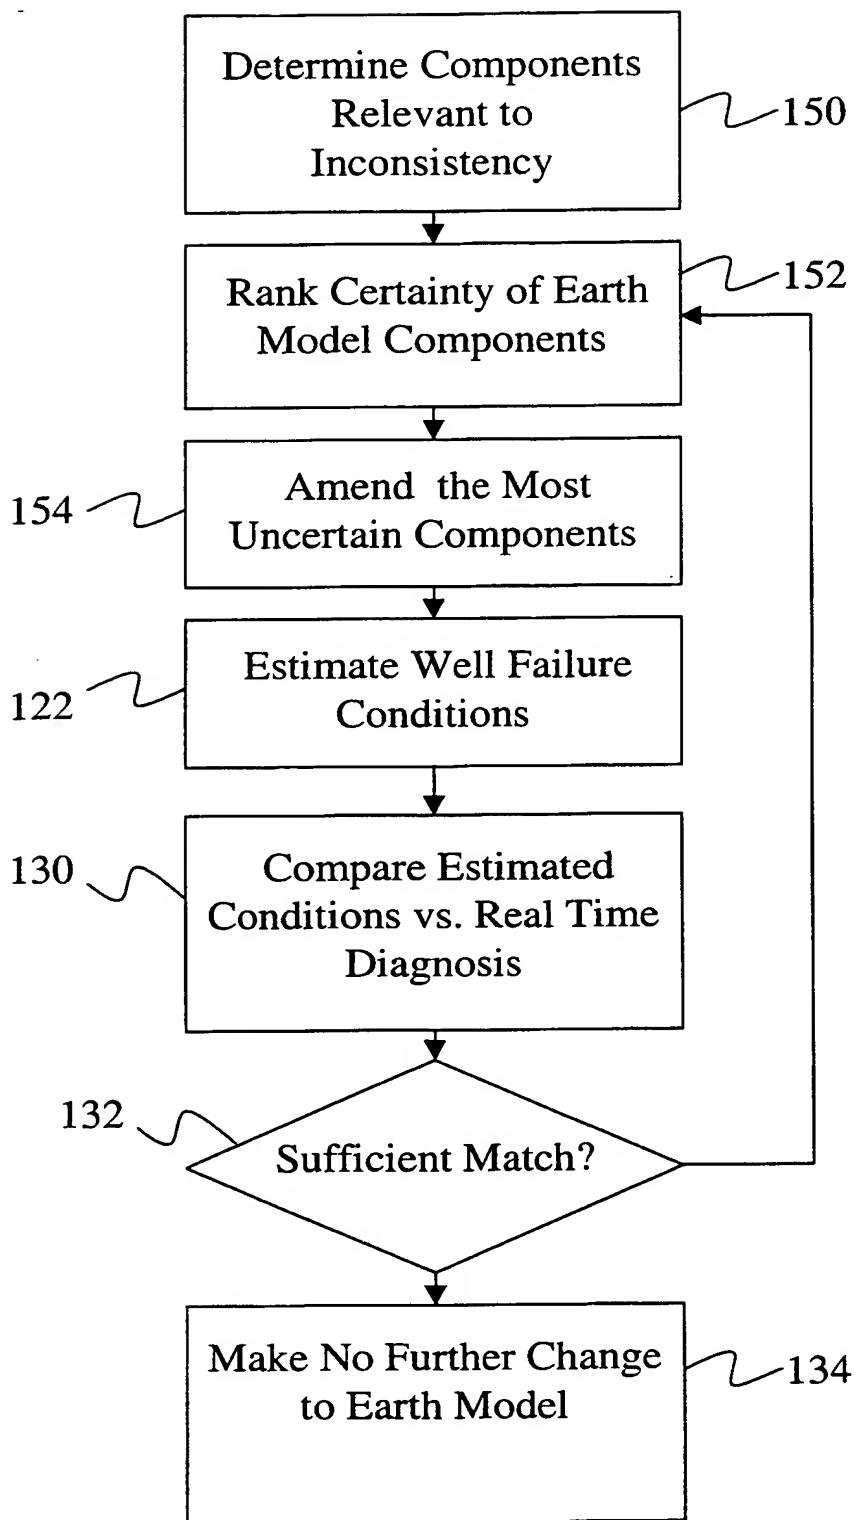 Determine Components
Relevant to
Inconsistency
150
Rank Certainty of Earth
Model Components
152
Amend the Most
Uncertain Components
154
Estimate Well Failure
Conditions
122
Compare Estimated
Conditions vs. Real Time
Diagnosis
130
Sufficient Match?
132
Make No Further Change
to Earth Model
134